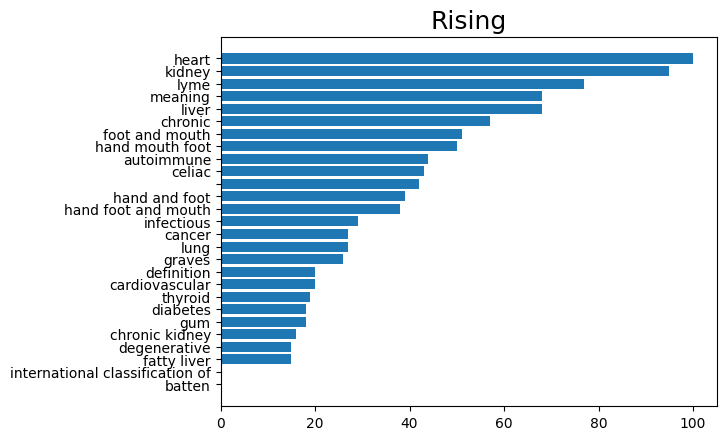 Rising
heart
kidney
lyme
meaning
liver
chronic
foot and mouth
hand mouth foot
autoimmune
celiac
hand and foot
hand foot and mouth
infectious
cancer
lung
graves
definition
cardiovascular
thyroid
diabetes
gum
chronic kidney
degenerative
fatty liver
international classification of
batten
0 20 40 60 80 100